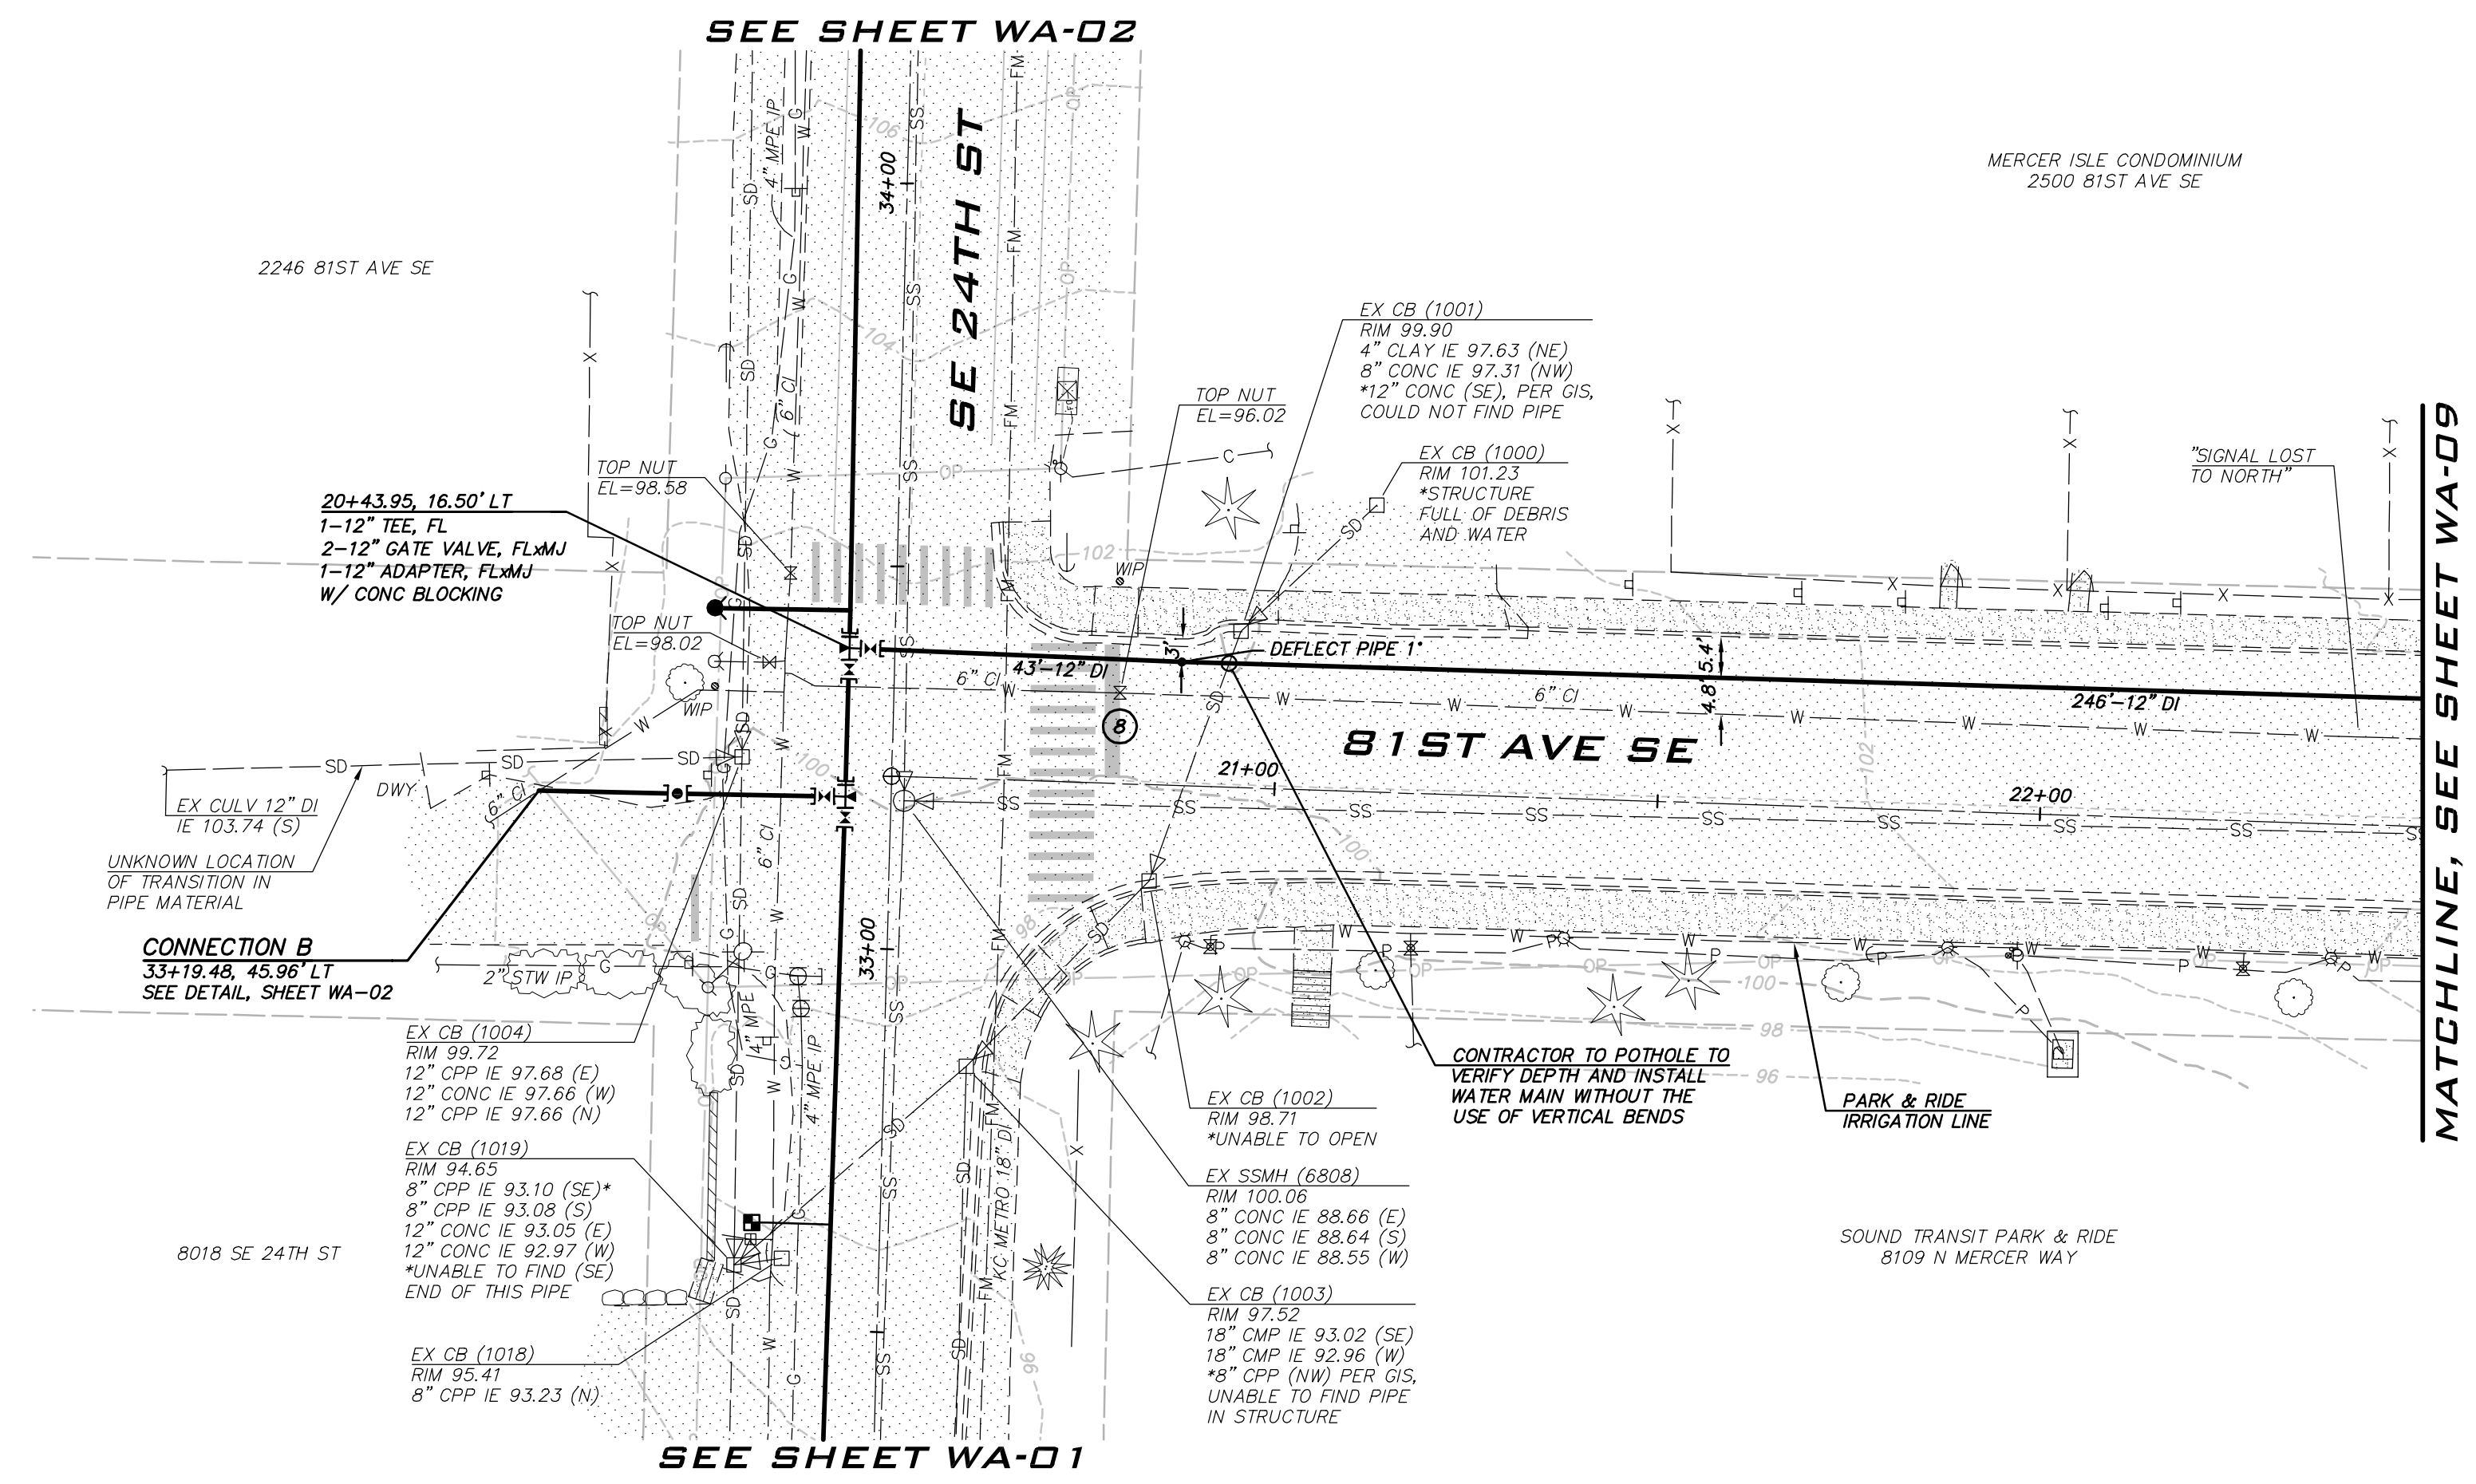 SEE SHEET WA-02
SE 24TH ST
34+00
4" MPE IP
106
104
6" CI
MERCER ISLE CONDOMINIUM
2500 81ST AVE SE
2246 81ST AVE SE
EX CB (1001)
RIM 99.90
4" CLAY IE 97.63 (NE)
8" CONC IE 97.31 (NW)
*12" CONC (SE), PER GIS,
COULD NOT FIND PIPE
TOP NUT
EL=96.02
EX CB (1000)
RIM 101.23
*STRUCTURE
FULL OF DEBRIS
AND WATER
"SIGNAL LOST
TO NORTH"
MATCHLINE, SEE SHEET WA-09
TOP NUT
EL=98.58
20+43.95, 16.50' LT
1-12" TEE, FL
2-12" GATE VALVE, FLxMJ
1-12" ADAPTER, FLxMJ
W/ CONC BLOCKING
102
WIP
TOP NUT
EL=98.02
WIP
3'
DEFLECT PIPE 1°
43'-12" DI
6" CI
6" CI
5.4'
4.8'
246'-12" DI
8
81ST AVE SE
21+00
22+00
102
100
100
DWY
6" CI
6" CI
EX CULV 12" DI
IE 103.74 (S)
UNKNOWN LOCATION
OF TRANSITION IN
PIPE MATERIAL
CONNECTION B
33+19.48, 45.96' LT
SEE DETAIL, SHEET WA-02
2" STW IP
33+00
98
100
98
96
4" MPE
4" MPE IP
EX CB (1004)
RIM 99.72
12" CPP IE 97.68 (E)
12" CONC IE 97.66 (W)
12" CPP IE 97.66 (N)
EX CB (1019)
RIM 94.65
8" CPP IE 93.10 (SE)*
8" CPP IE 93.08 (S)
12" CONC IE 93.05 (E)
12" CONC IE 92.97 (W)
*UNABLE TO FIND (SE)
END OF THIS PIPE
EX CB (1018)
RIM 95.41
8" CPP IE 93.23 (N)
8018 SE 24TH ST
KC METRO 18" DI
96
CONTRACTOR TO POTHOLE TO
VERIFY DEPTH AND INSTALL
WATER MAIN WITHOUT THE
USE OF VERTICAL BENDS
PARK & RIDE
IRRIGATION LINE
EX CB (1002)
RIM 98.71
*UNABLE TO OPEN
EX SSMH (6808)
RIM 100.06
8" CONC IE 88.66 (E)
8" CONC IE 88.64 (S)
8" CONC IE 88.55 (W)
EX CB (1003)
RIM 97.52
18" CMP IE 93.02 (SE)
18" CMP IE 92.96 (W)
*8" CPP (NW) PER GIS,
UNABLE TO FIND PIPE
IN STRUCTURE
SOUND TRANSIT PARK & RIDE
8109 N MERCER WAY
SEE SHEET WA-01